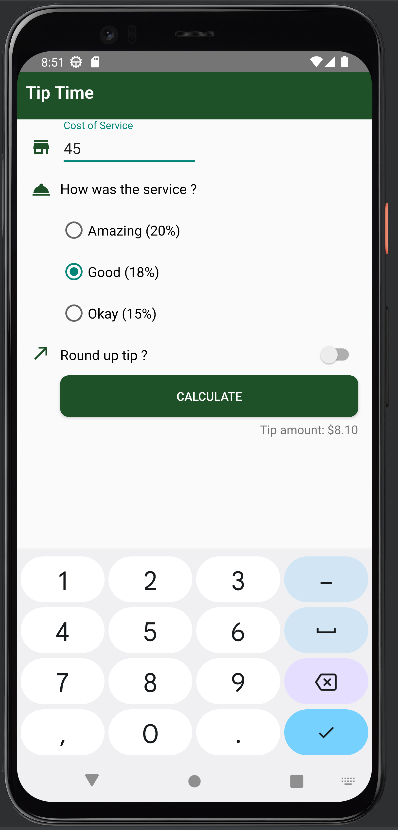 8:51
Tip Time
Cost of Service
45
How was the service ?
Amazing (20%)
Good (18%)
Okay (15%)
Round up tip ?
CALCULATE
Tip amount: $8.10
1 2 3 –
4 5 6
7 8 9
, 0 .